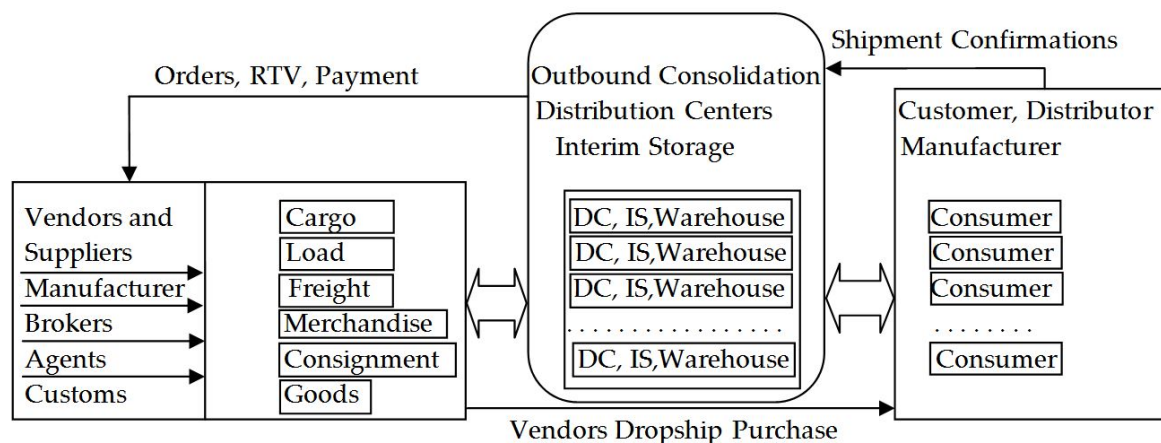 Shipment Confirmations
Orders, RTV, Payment
Outbound Consolidation
Distribution Centers
Interim Storage
Customer, Distributor
Manufacturer
Vendors and
Suppliers
Manufacturer
Brokers
Agents
Customs
Cargo
Load
Freight
Merchandise
Consignment
Goods
DC, IS,Warehouse
DC, IS,Warehouse
DC, IS,Warehouse
. . . . . . . . . . . . . . . . .
DC, IS,Warehouse
Consumer
Consumer
Consumer
. . . . . . . .
Consumer
Vendors Dropship Purchase